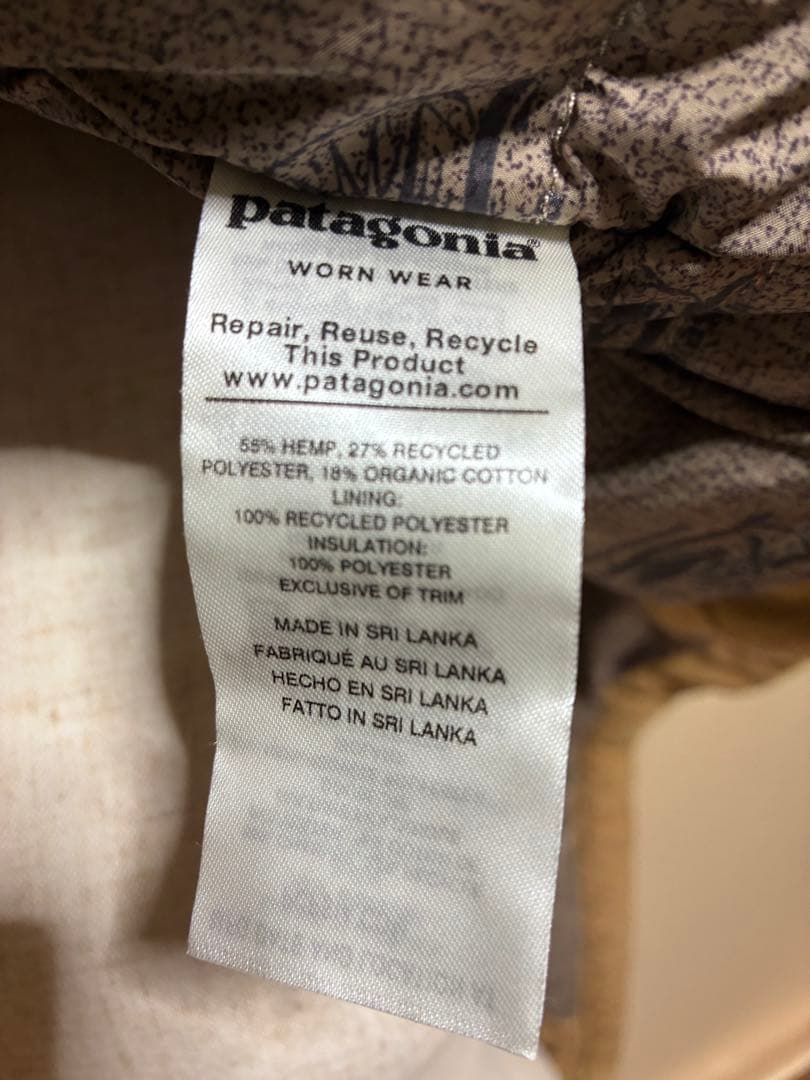 patagonia®
WORN WEAR
Repair, Reuse, Recycle
This Product
www.patagonia.com
55% HEMP, 27% RECYCLED
POLYESTER, 18% ORGANIC COTTON
LINING:
100% RECYCLED POLYESTER
INSULATION:
100% POLYESTER
EXCLUSIVE OF TRIM
MADE IN SRI LANKA
FABRIQUÉ AU SRI LANKA
HECHO EN SRI LANKA
FATTO IN SRI LANKA